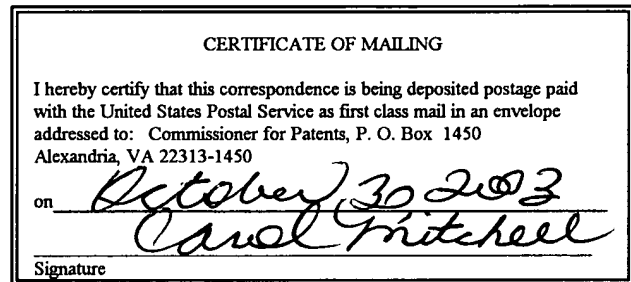 CERTIFICATE OF MAILING
I hereby certify that this correspondence is being deposited postage paid
with the United States Postal Service as first class mail in an envelope
addressed to: Commissioner for Patents, P. O. Box 1450
Alexandria, VA 22313-1450
on October 30 2003
Carol Mitchell
Signature